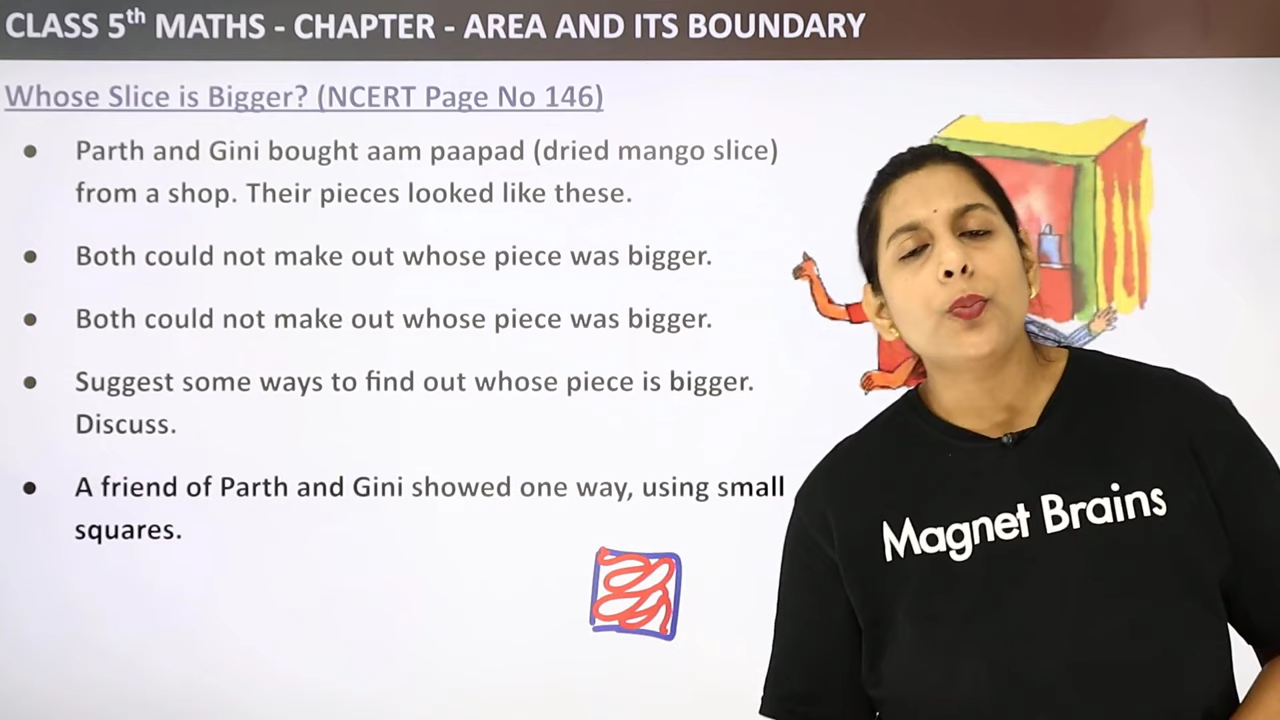 CLASS 5th MATHS - CHAPTER - AREA AND ITS BOUNDARY
Whose Slice is Bigger? (NCERT Page No 146)
● Parth and Gini bought aam paapad (dried mango slice)
from a shop. Their pieces looked like these.
● Both could not make out whose piece was bigger.
● Both could not make out whose piece was bigger.
● Suggest some ways to find out whose piece is bigger.
Discuss.
● A friend of Parth and Gini showed one way, using small
squares.
Magnet Brains